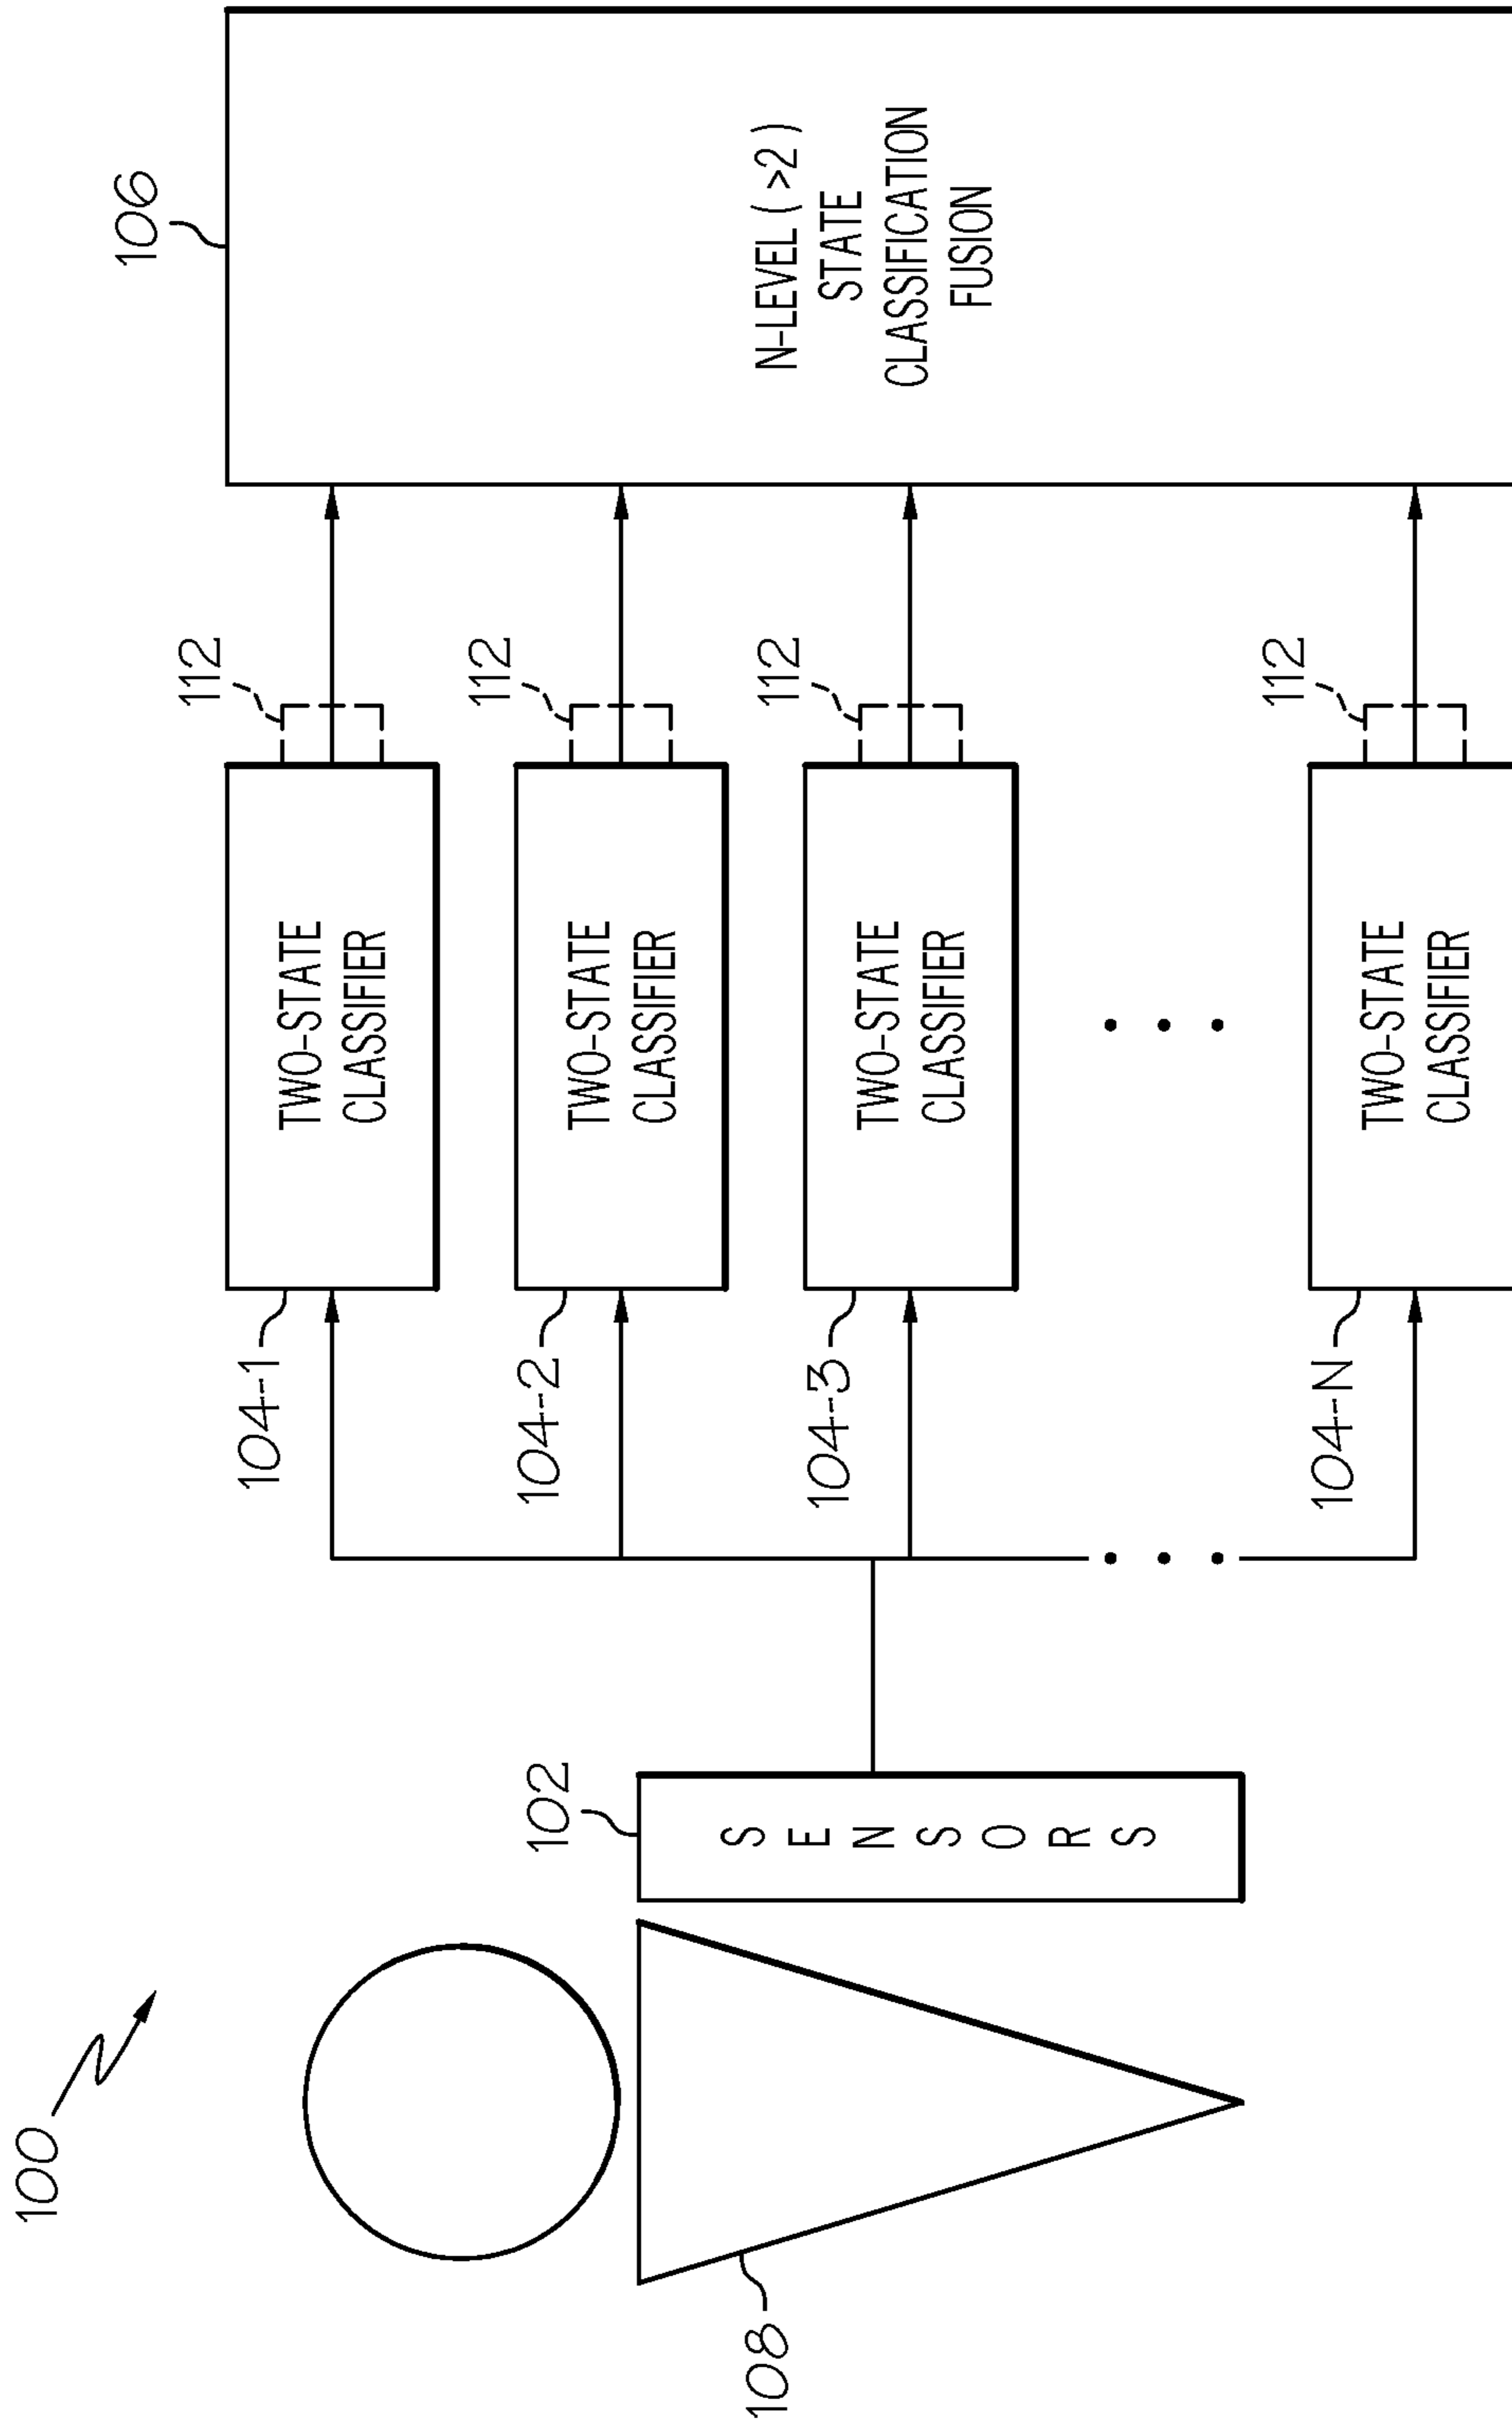 100
108
102
SENSORS
104-1
TWO-STATE
CLASSIFIER
112
104-2
TWO-STATE
CLASSIFIER
112
104-3
TWO-STATE
CLASSIFIER
112
104-N
TWO-STATE
CLASSIFIER
112
106
N-LEVEL (>2)
STATE
CLASSIFICATION
FUSION